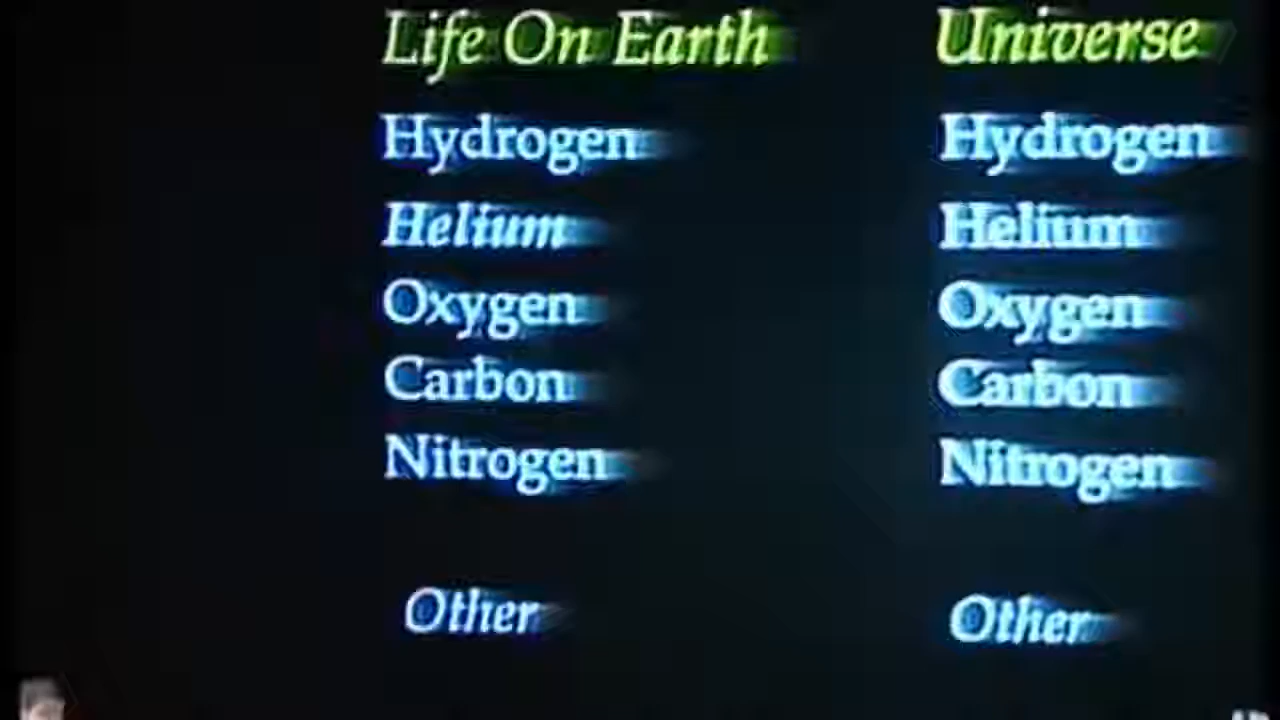 Life On Earth Universe
Hydrogen Hydrogen
Helium Helium
Oxygen Oxygen
Carbon Carbon
Nitrogen Nitrogen
Other Other